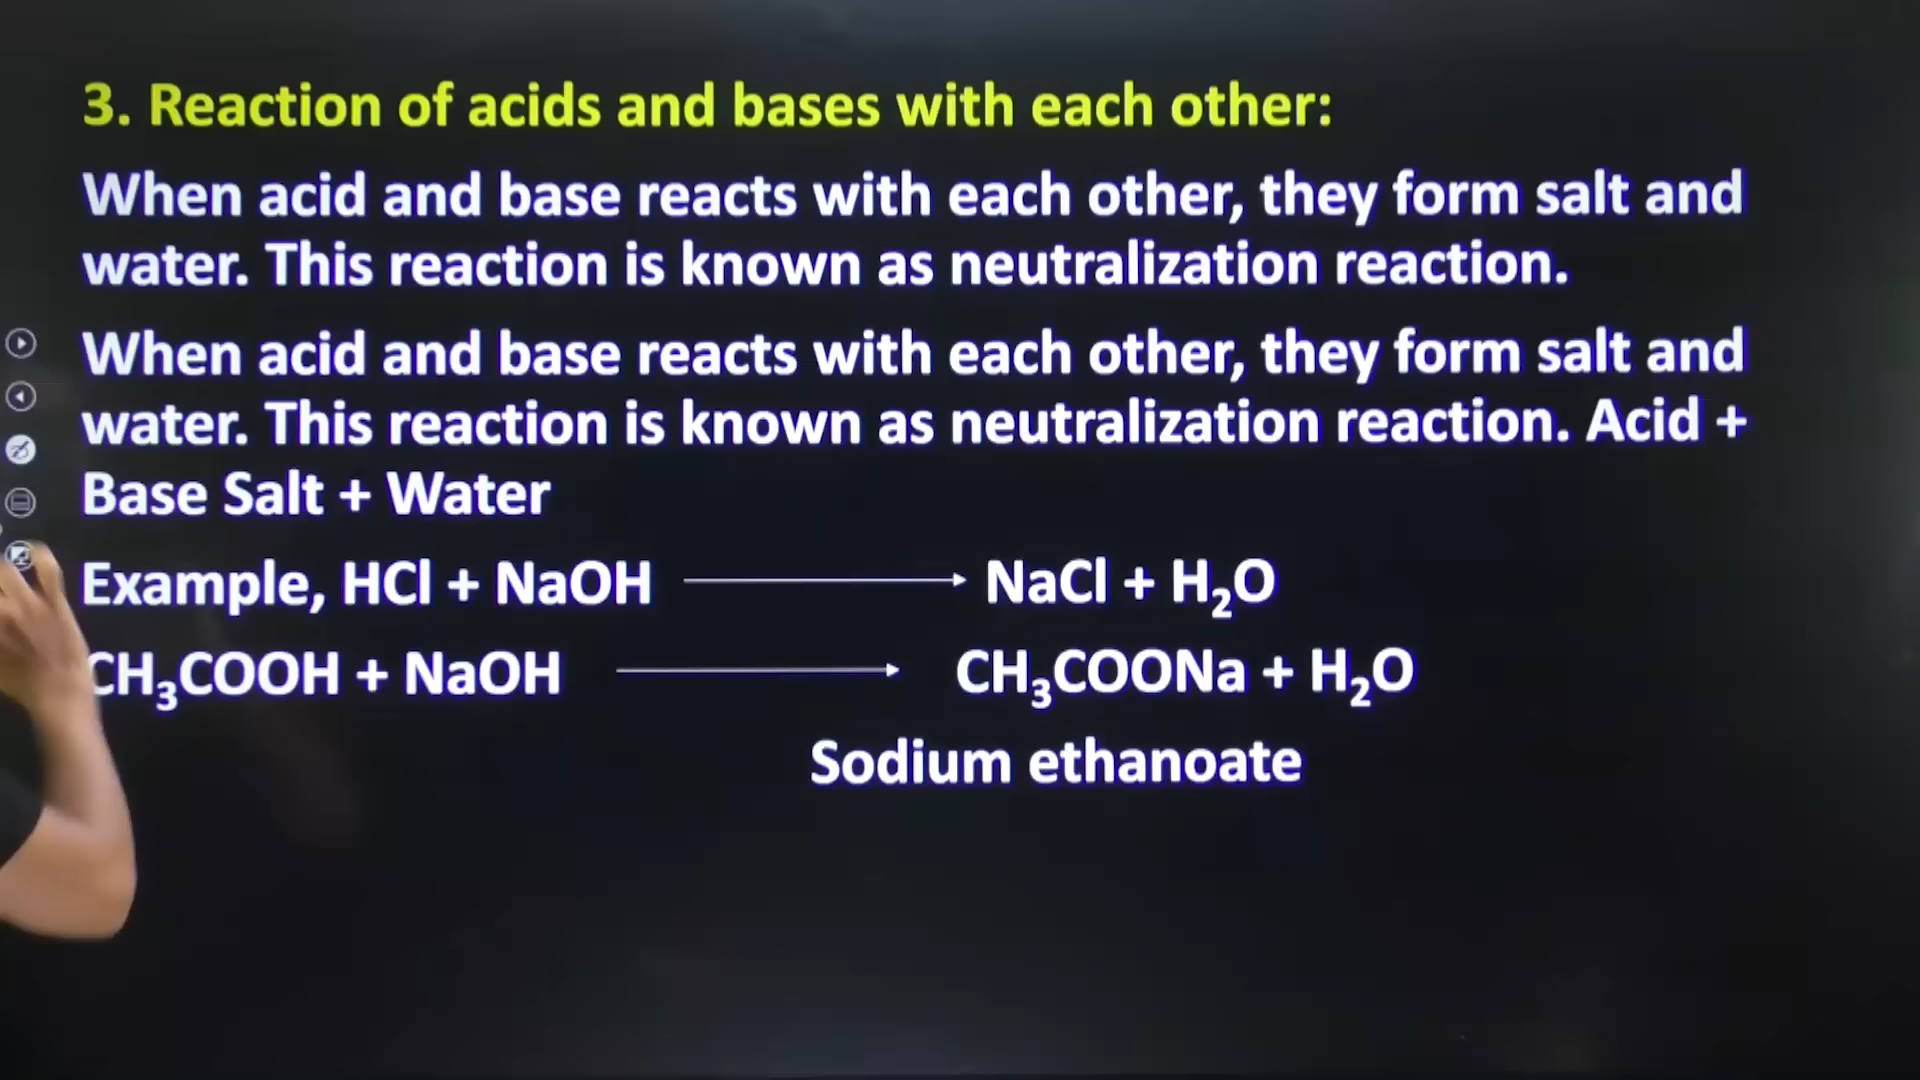 3. Reaction of acids and bases with each other:
When acid and base reacts with each other, they form salt and
water. This reaction is known as neutralization reaction.
When acid and base reacts with each other, they form salt and
water. This reaction is known as neutralization reaction. Acid +
Base Salt + Water
Example, HCl + NaOH ⟶ NaCl + H₂O
CH₃COOH + NaOH ⟶ CH₃COONa + H₂O
Sodium ethanoate